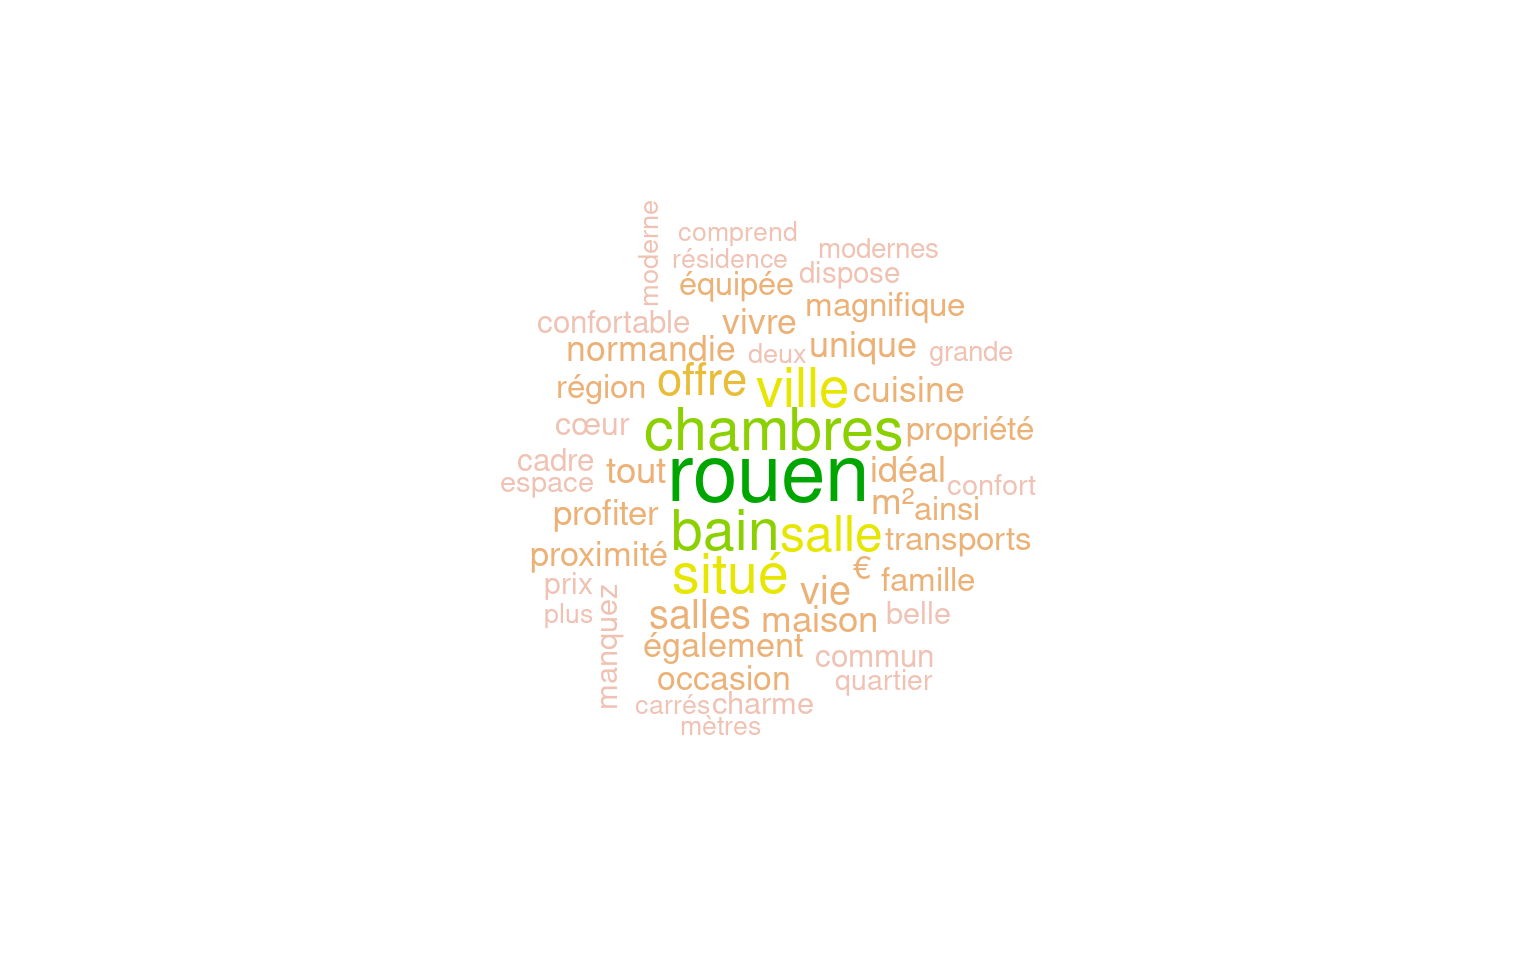 moderne
comprend
modernes
résidence
dispose
équipée
magnifique
confortable
vivre
normandie
deux
unique
grande
région
offre
ville
cuisine
cœur
chambres
propriété
cadre
tout
rouen
idéal
espace
confort
m²
ainsi
profiter
bain
salle
transports
proximité
situé
€
famille
prix
vie
plus
manquez
salles
maison
belle
également
commun
occasion
quartier
carrés
charme
mètres